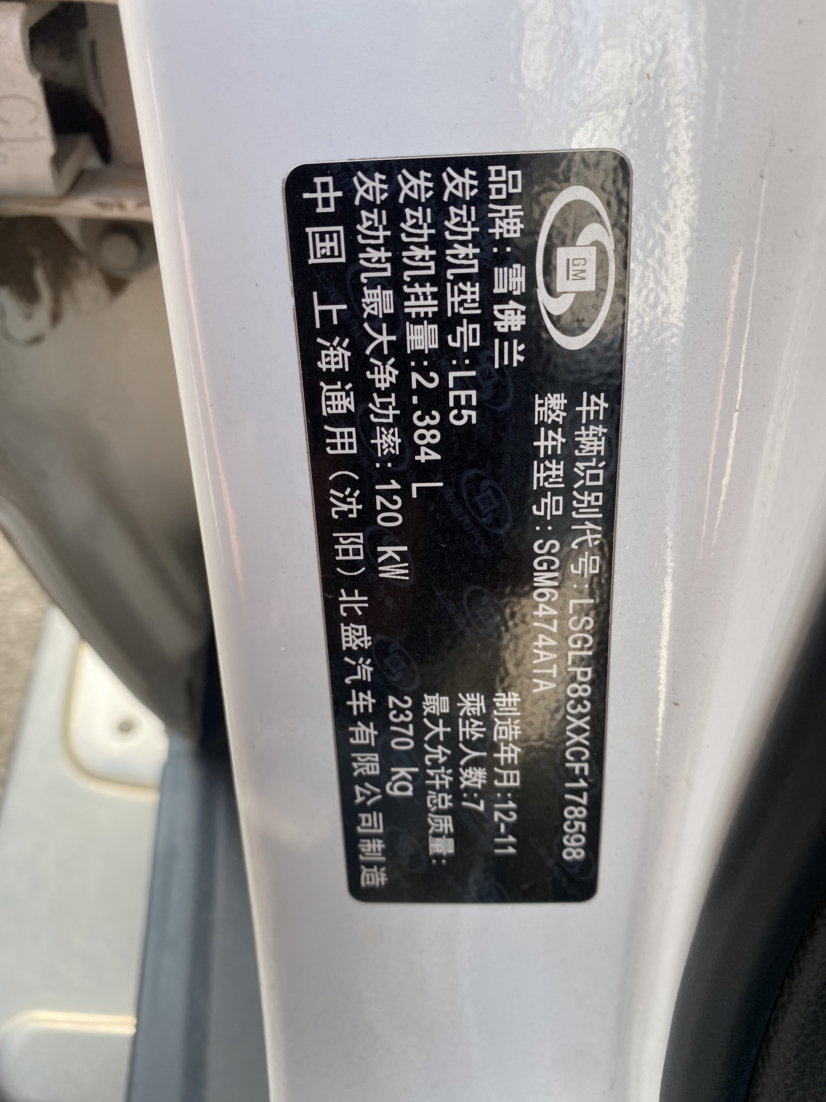 GM
车辆识别代号:LSGLP83XXCF178598
整车型号:SGM6474ATA
品牌:雪佛兰
制造年月:12-11
发动机型号:LE5
乘坐人数:7
发动机排量:2.384 L
最大允许总质量:
2370 kg
发动机最大净功率:120 kW
中国 上海通用(沈阳)北盛汽车有限公司制造